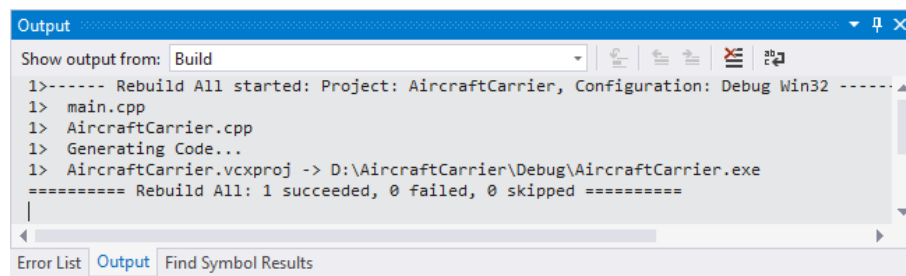 Output
Show output from: Build
1>------ Rebuild All started: Project: AircraftCarrier, Configuration: Debug Win32 ------
1>  main.cpp
1>  AircraftCarrier.cpp
1>  Generating Code...
1>  AircraftCarrier.vcxproj -> D:\AircraftCarrier\Debug\AircraftCarrier.exe
========== Rebuild All: 1 succeeded, 0 failed, 0 skipped ==========
Error List Output Find Symbol Results